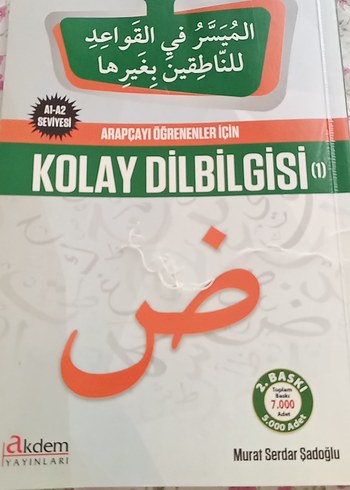 المُيَسَّرُ في القَواعِدِ
للنّاطِقينَ بِغَيرِها
A1-A2
SEVİYESİ
ARAPÇAYI ÖĞRENENLER İÇİN
KOLAY DİLBİLGİSİ (1)
ض
2. BASKI
Toplam
Baskı
7.000
Adet
5.000 Adet
akdem
YAYINLARI
Murat Serdar Şadoğlu